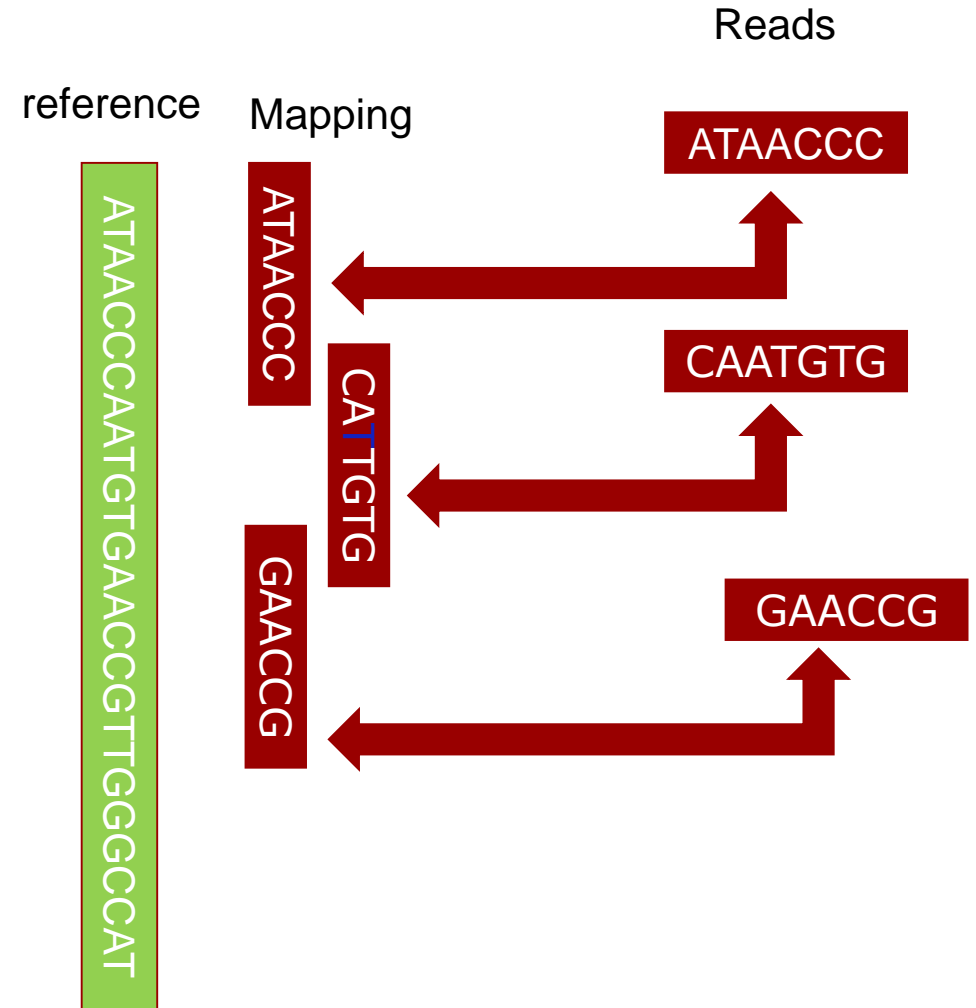 Reads
reference
Mapping
ATAACCC
CAATGTG
GAACCG
ATAACCC
CATTGTG
GAACCG
ATAACCCAATGTGAACCGTTGGGCCAT